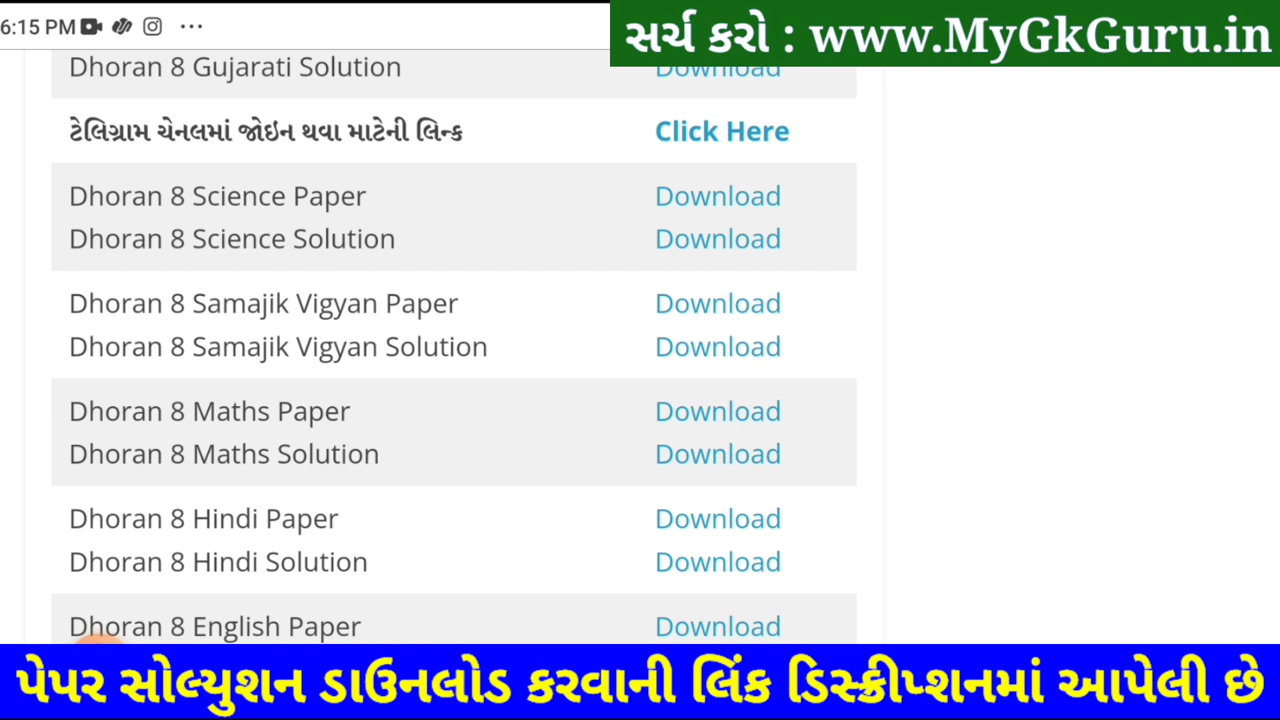 6:15 PM
સર્ચ કરો : www.MyGkGuru.in
Dhoran 8 Gujarati Solution Download
ટેલિગ્રામ ચેનલમાં જોઇન થવા માટેની લિન્ક Click Here
Dhoran 8 Science Paper Download
Dhoran 8 Science Solution Download
Dhoran 8 Samajik Vigyan Paper Download
Dhoran 8 Samajik Vigyan Solution Download
Dhoran 8 Maths Paper Download
Dhoran 8 Maths Solution Download
Dhoran 8 Hindi Paper Download
Dhoran 8 Hindi Solution Download
Dhoran 8 English Paper Download
પેપર સોલ્યુશન ડાઉનલોડ કરવાની લિંક ડિસ્ક્રીપ્શનમાં આપેલી છે